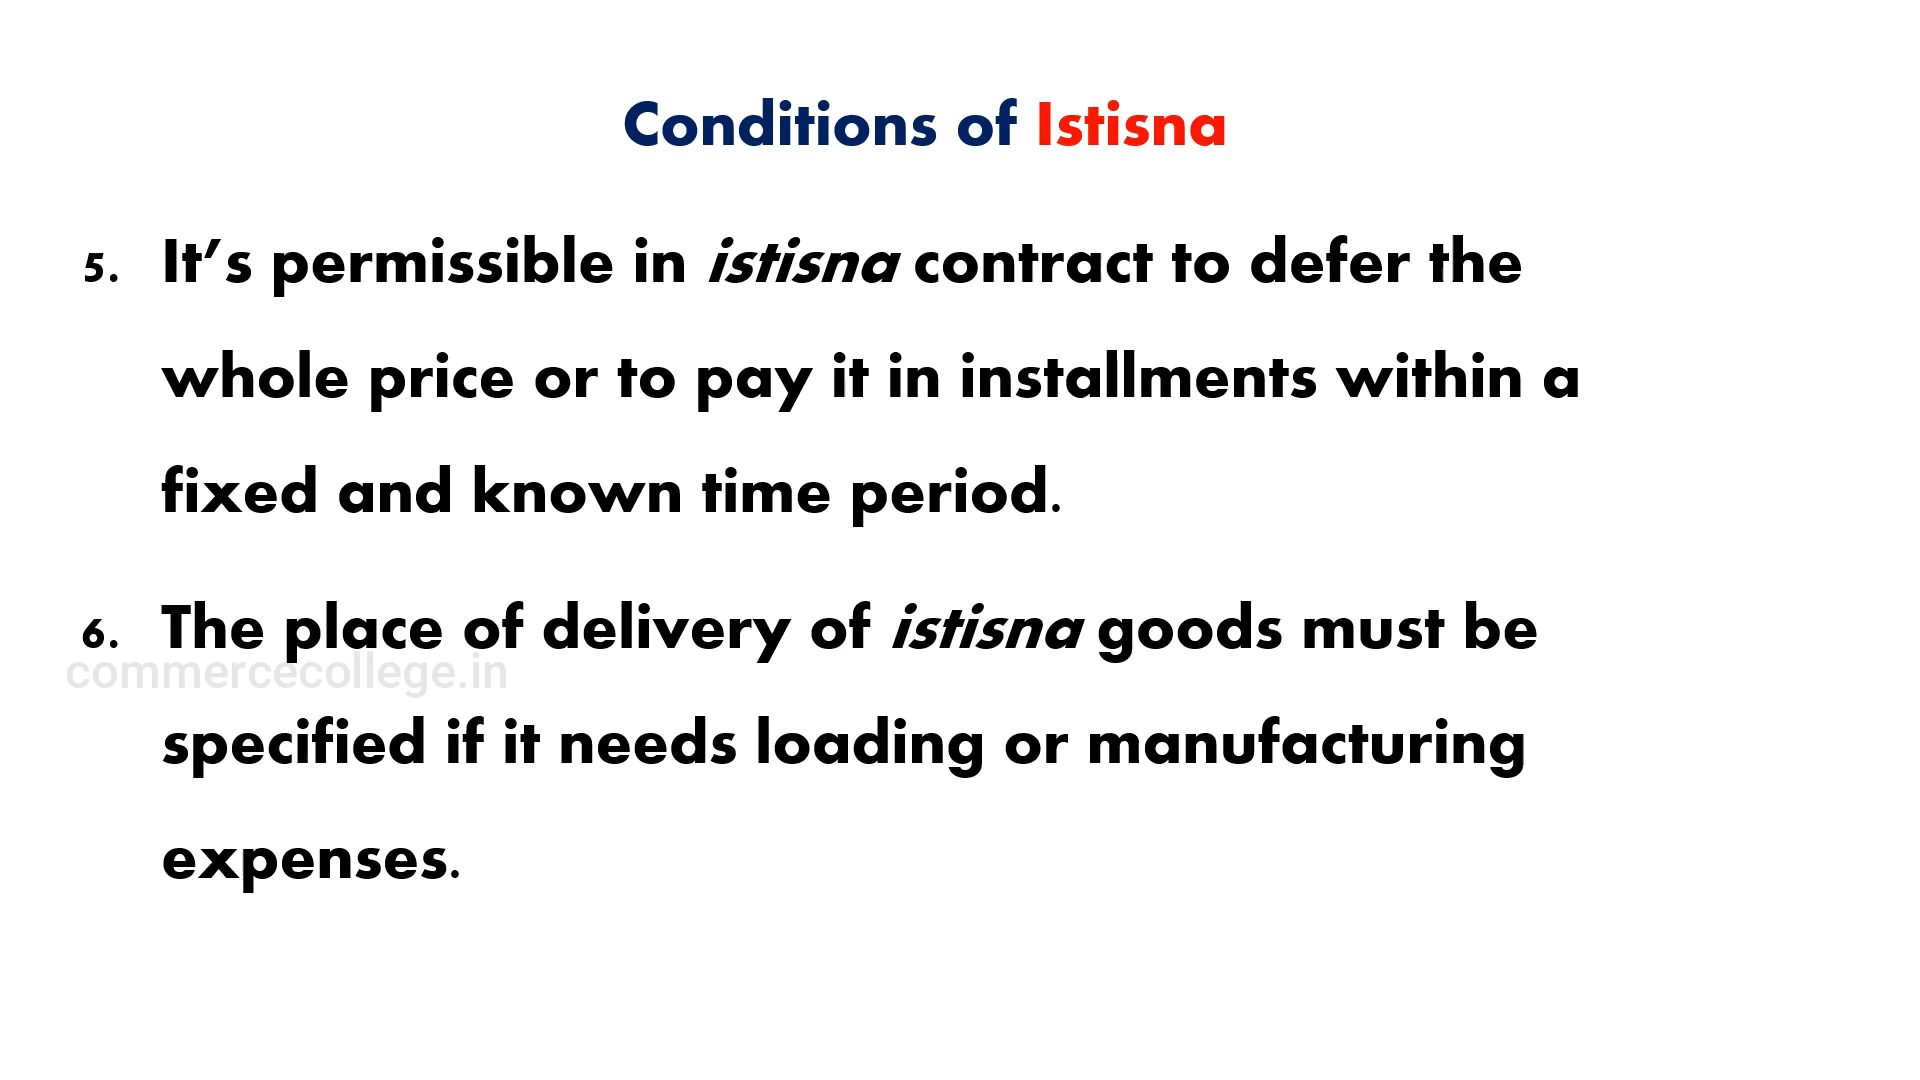 Conditions of Istisna
5. It’s permissible in istisna contract to defer the
whole price or to pay it in installments within a
fixed and known time period.
6. The place of delivery of istisna goods must be
commercecollege.in
specified if it needs loading or manufacturing
expenses.